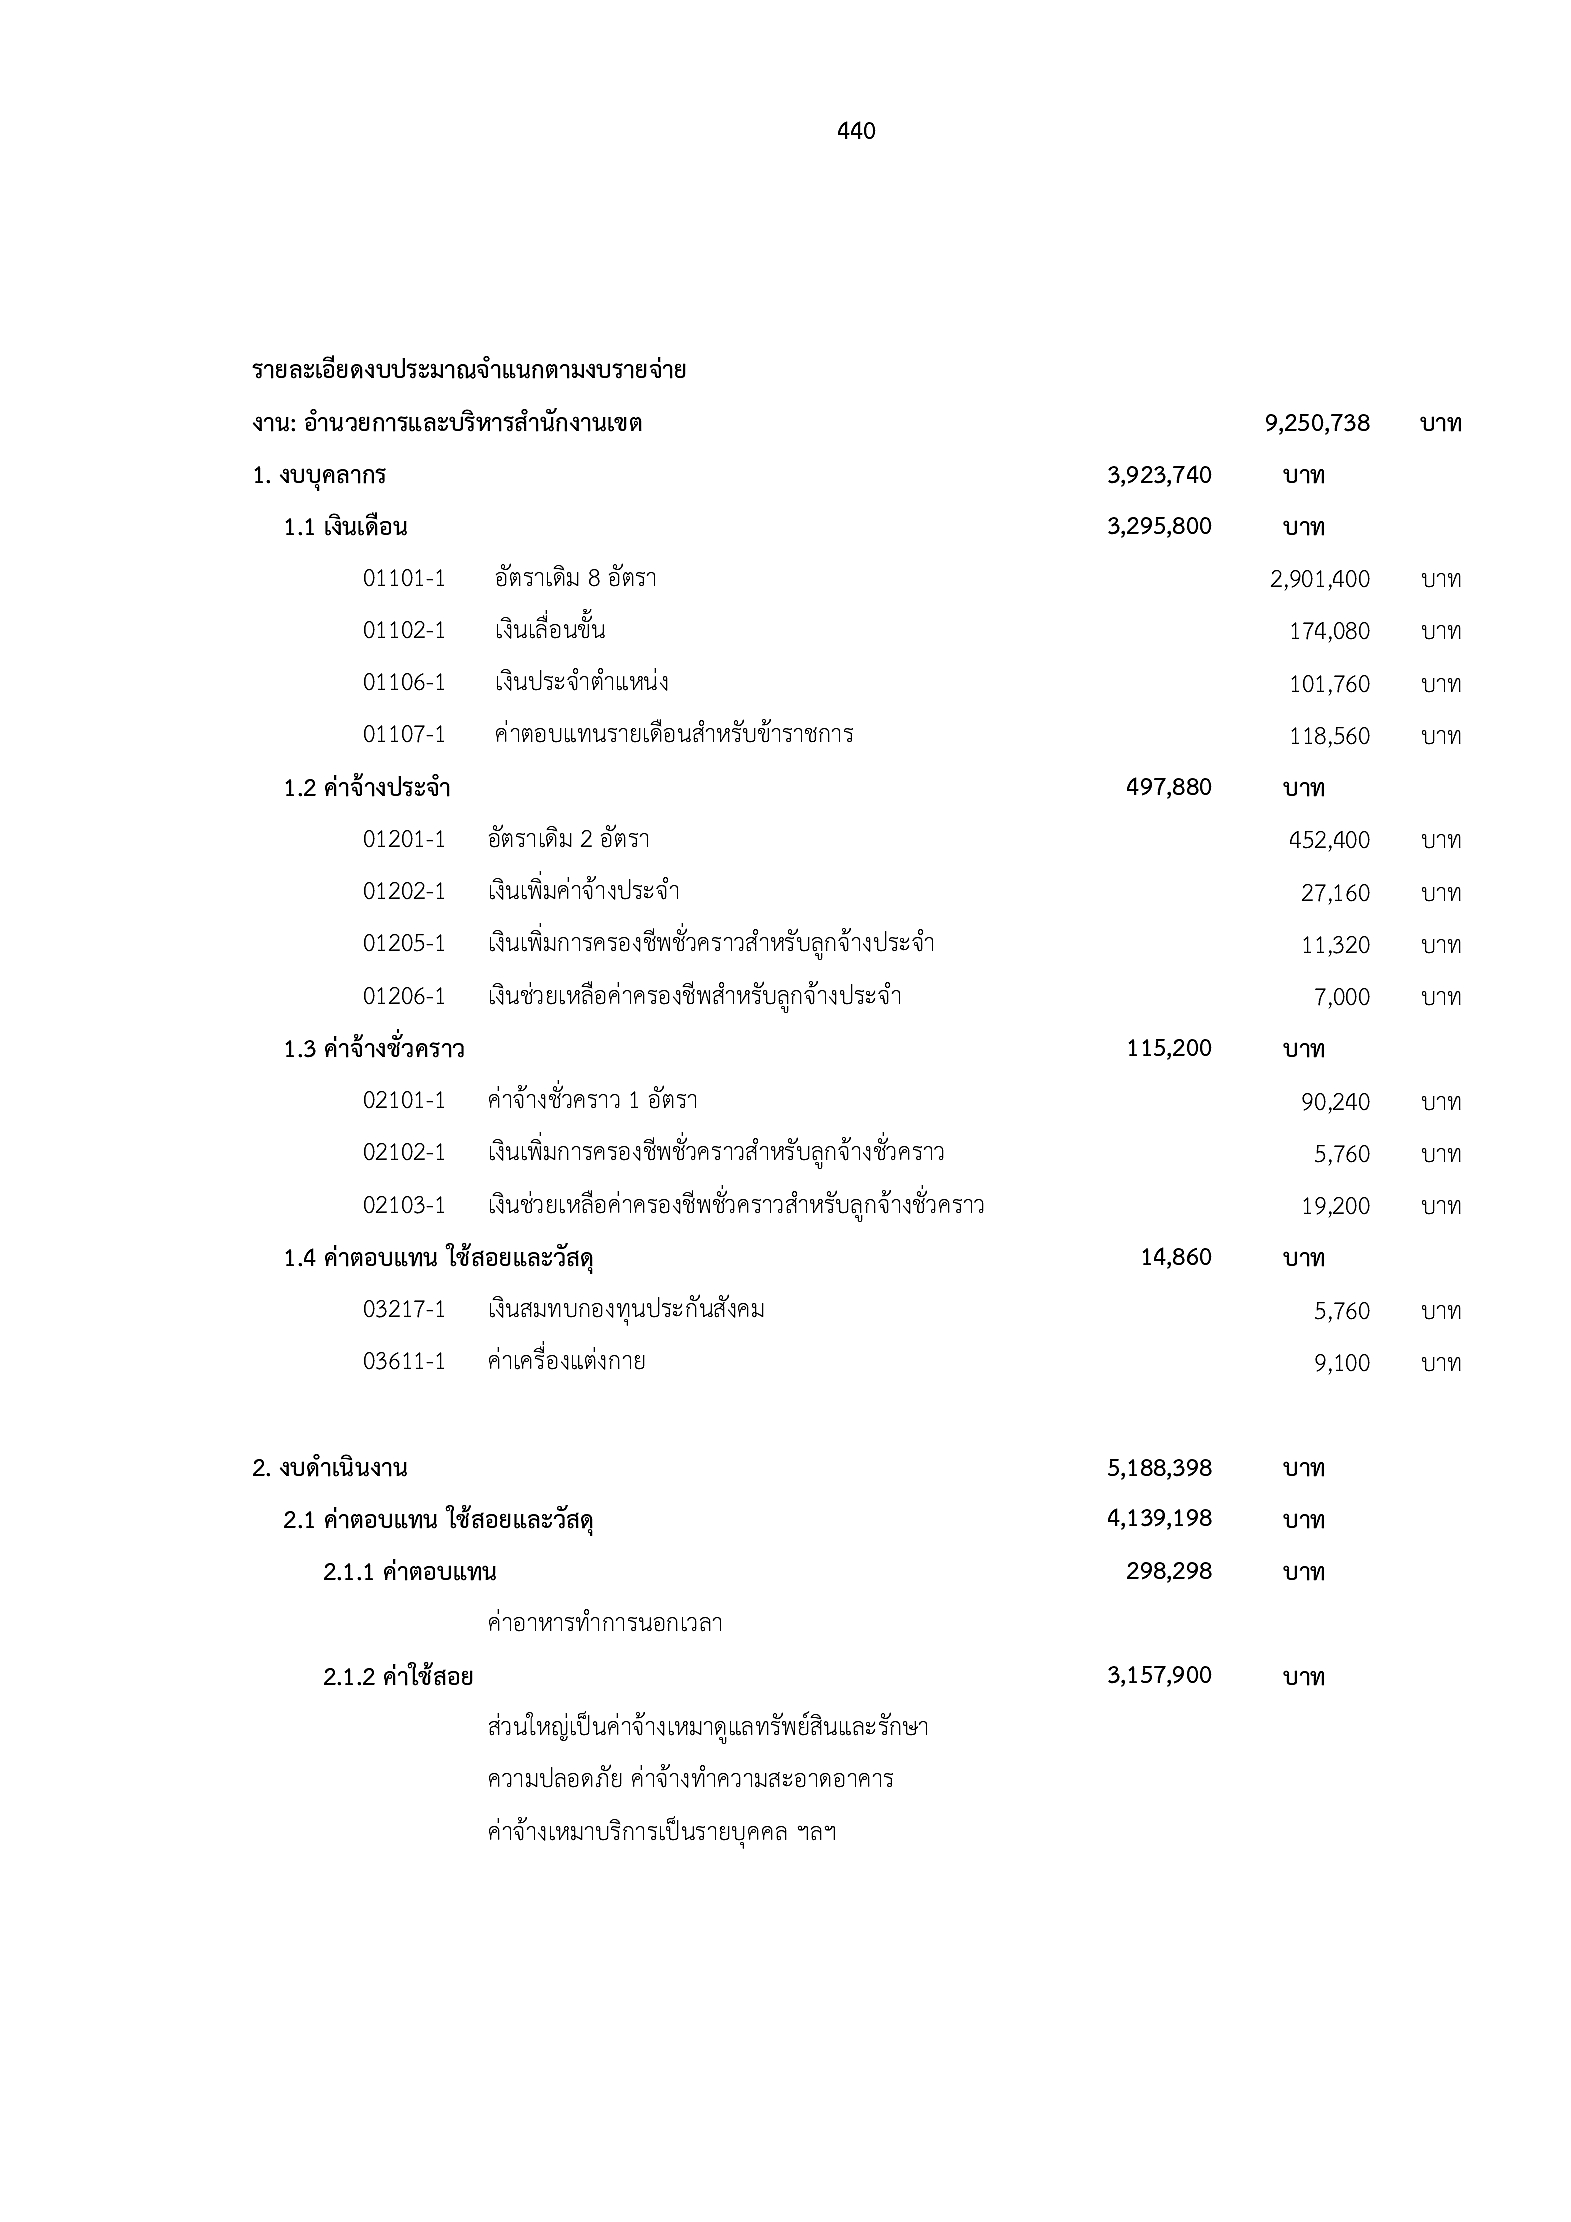 440
รายละเอียดงบประมาณจำแนกตามงบรายจ่าย
งาน: อำนวยการและบริหารสำนักงานเขต 9,250,738 บาท
1. งบบุคลากร 3,923,740 บาท
1.1 เงินเดือน 3,295,800 บาท
01101-1 อัตราเดิม 8 อัตรา 2,901,400 บาท
01102-1 เงินเลื่อนขั้น 174,080 บาท
01106-1 เงินประจำตำแหน่ง 101,760 บาท
01107-1 ค่าตอบแทนรายเดือนสำหรับข้าราชการ 118,560 บาท
1.2 ค่าจ้างประจำ 497,880 บาท
01201-1 อัตราเดิม 2 อัตรา 452,400 บาท
01202-1 เงินเพิ่มค่าจ้างประจำ 27,160 บาท
01205-1 เงินเพิ่มการครองชีพชั่วคราวสำหรับลูกจ้างประจำ 11,320 บาท
01206-1 เงินช่วยเหลือค่าครองชีพสำหรับลูกจ้างประจำ 7,000 บาท
1.3 ค่าจ้างชั่วคราว 115,200 บาท
02101-1 ค่าจ้างชั่วคราว 1 อัตรา 90,240 บาท
02102-1 เงินเพิ่มการครองชีพชั่วคราวสำหรับลูกจ้างชั่วคราว 5,760 บาท
02103-1 เงินช่วยเหลือค่าครองชีพชั่วคราวสำหรับลูกจ้างชั่วคราว 19,200 บาท
1.4 ค่าตอบแทน ใช้สอยและวัสดุ 14,860 บาท
03217-1 เงินสมทบกองทุนประกันสังคม 5,760 บาท
03611-1 ค่าเครื่องแต่งกาย 9,100 บาท
2. งบดำเนินงาน 5,188,398 บาท
2.1 ค่าตอบแทน ใช้สอยและวัสดุ 4,139,198 บาท
2.1.1 ค่าตอบแทน 298,298 บาท
ค่าอาหารทำการนอกเวลา
2.1.2 ค่าใช้สอย 3,157,900 บาท
ส่วนใหญ่เป็นค่าจ้างเหมาดูแลทรัพย์สินและรักษา
ความปลอดภัย ค่าจ้างทำความสะอาดอาคาร
ค่าจ้างเหมาบริการเป็นรายบุคคล ฯลฯ